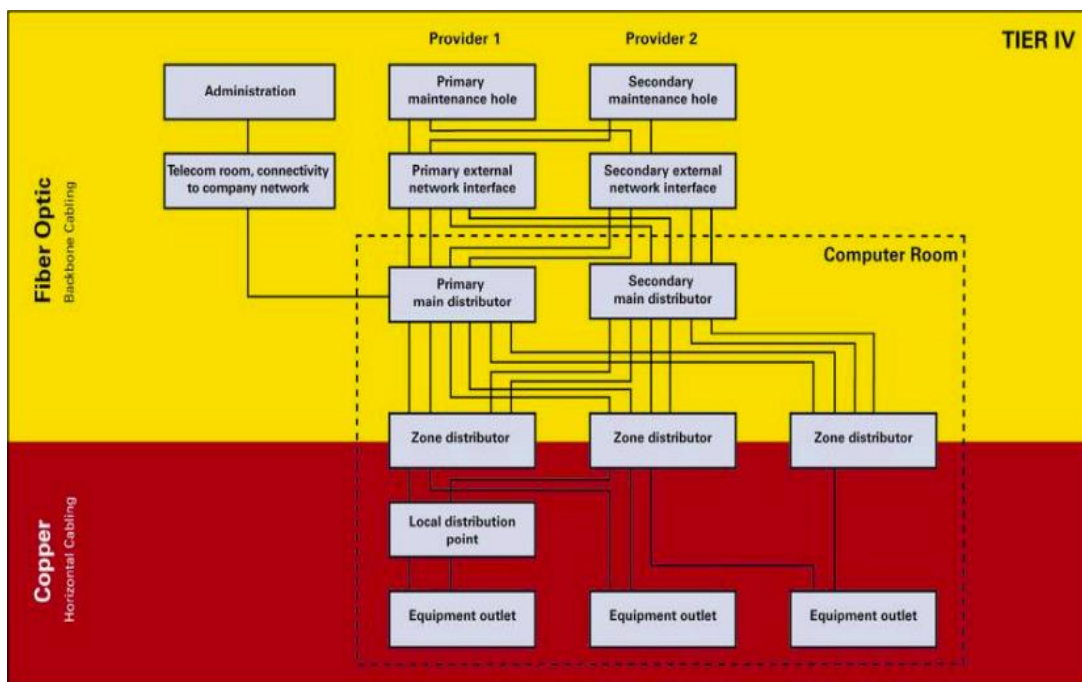 Provider 1
Provider 2
TIER IV
Administration
Primary
maintenance hole
Secondary
maintenance hole
Telecom room, connectivity
to company network
Primary external
network interface
Secondary external
network interface
Fiber Optic
Backbone Cabling
Computer Room
Primary
main distributor
Secondary
main distributor
Zone distributor
Zone distributor
Zone distributor
Copper
Horizontal Cabling
Local distribution
point
Equipment outlet
Equipment outlet
Equipment outlet